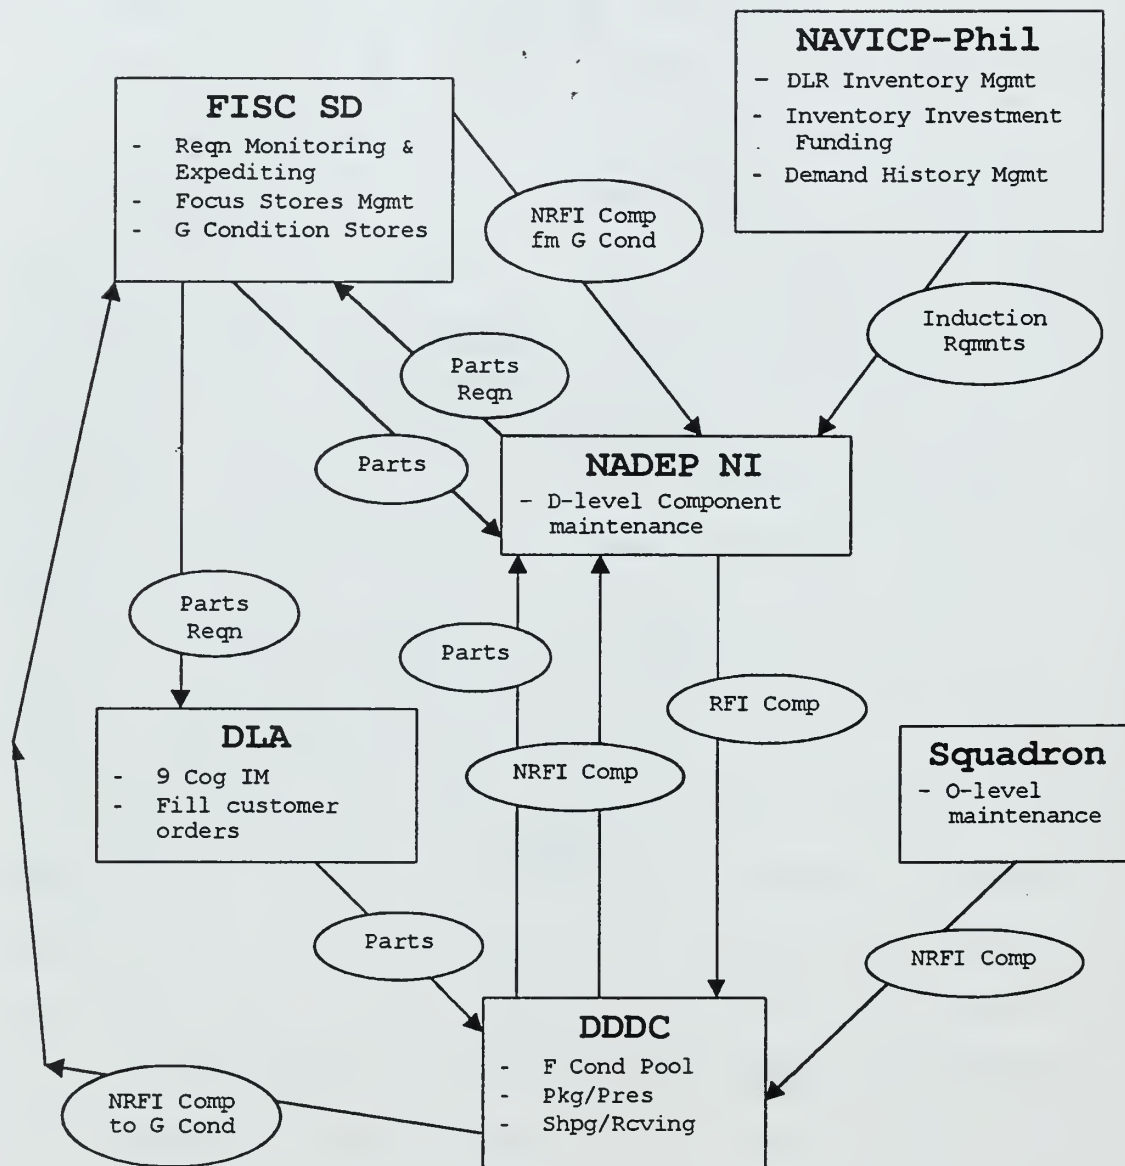 NAVICP-Phil
- DLR Inventory Mgmt
- Inventory Investment
Funding
- Demand History Mgmt
FISC SD
- Reqn Monitoring &
Expediting
- Focus Stores Mgmt
- G Condition Stores
NRFI Comp
fm G Cond
Induction
Rqmnts
Parts
Reqn
Parts
NADEP NI
- D-level Component
maintenance
Parts
Reqn
Parts
RFI Comp
NRFI Comp
DLA
- 9 Cog IM
- Fill customer
orders
Squadron
- O-level
maintenance
Parts
NRFI Comp
DDDC
- F Cond Pool
- Pkg/Pres
- Shpg/Rcving
NRFI Comp
to G Cond